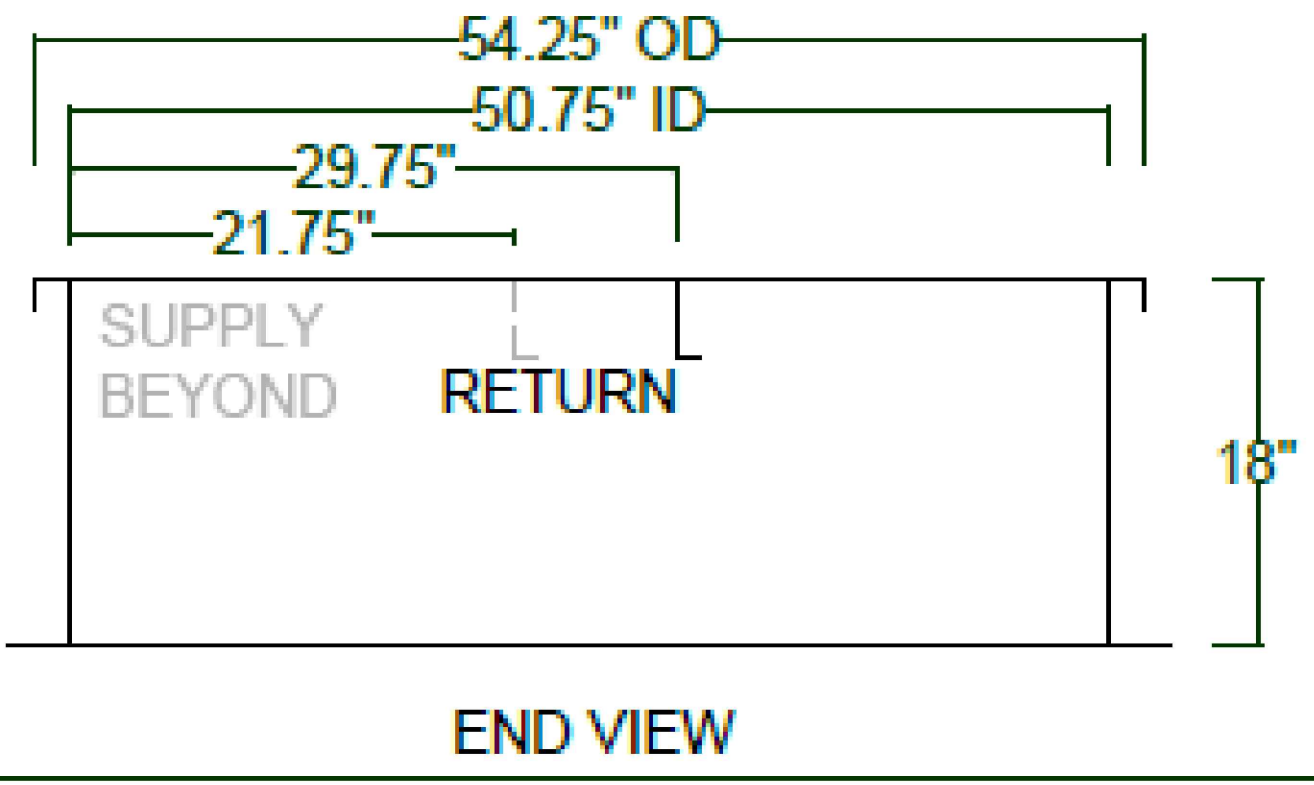 54.25" OD
50.75" ID
29.75"
21.75"
SUPPLY
BEYOND
RETURN
18"
END VIEW